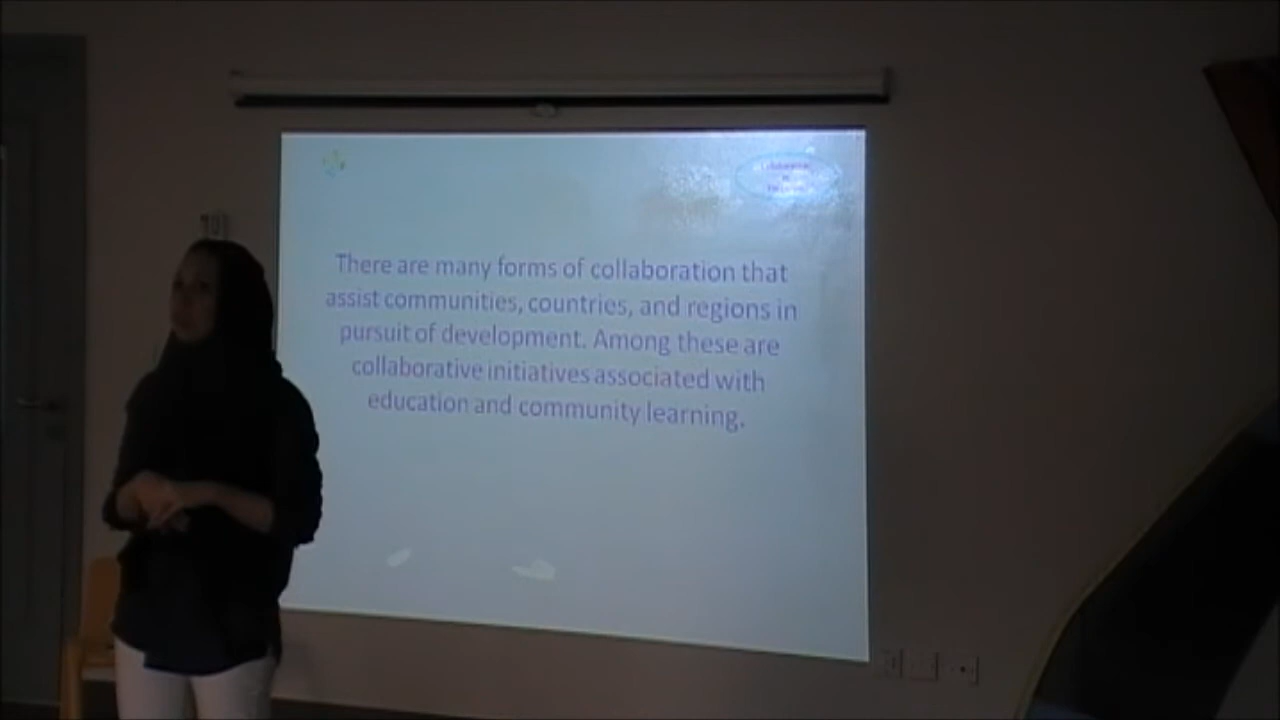 There are many forms of collaboration that
assist communities, countries, and regions in
pursuit of development. Among these are
collaborative initiatives associated with
education and community learning.